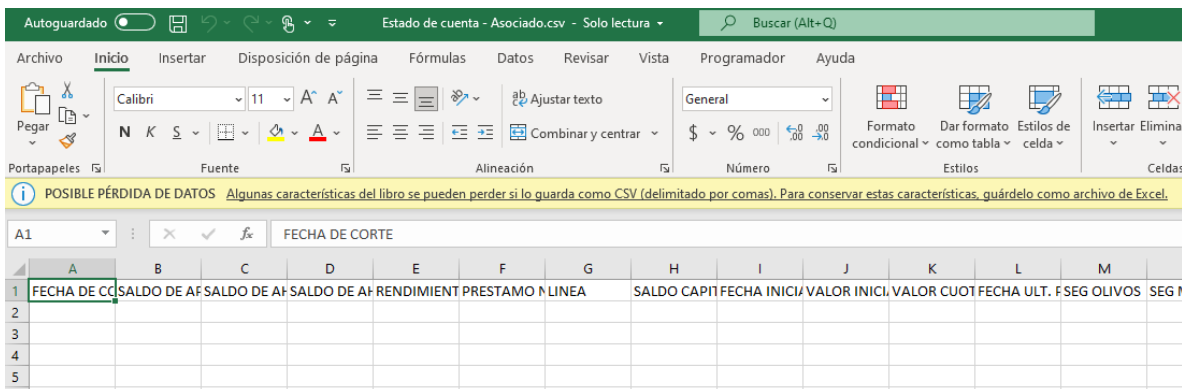 Autoguardado Estado de cuenta - Asociado.csv - Solo lectura Buscar (Alt+Q)
Archivo Inicio Insertar Disposición de página Fórmulas Datos Revisar Vista Programador Ayuda
Pegar
Calibri 11 A^ Aˇ
N K S A
ab Ajustar texto
Combinar y centrar
General
$ % 000
Formato condicional
Dar formato como tabla
Estilos de celda
Insertar Elimina
Portapapeles Fuente Alineación Número Estilos Celdas
POSIBLE PÉRDIDA DE DATOS Algunas características del libro se pueden perder si lo guarda como CSV (delimitado por comas). Para conservar estas características, guárdelo como archivo de Excel.
A1 fx FECHA DE CORTE
A B C D E F G H I J K L M
1 FECHA DE CO SALDO DE AP SALDO DE AH SALDO DE AH RENDIMIENT PRESTAMO N LINEA SALDO CAPIT FECHA INICIA VALOR INICI VALOR CUOT FECHA ULT. P SEG OLIVOS SEG
2
3
4
5